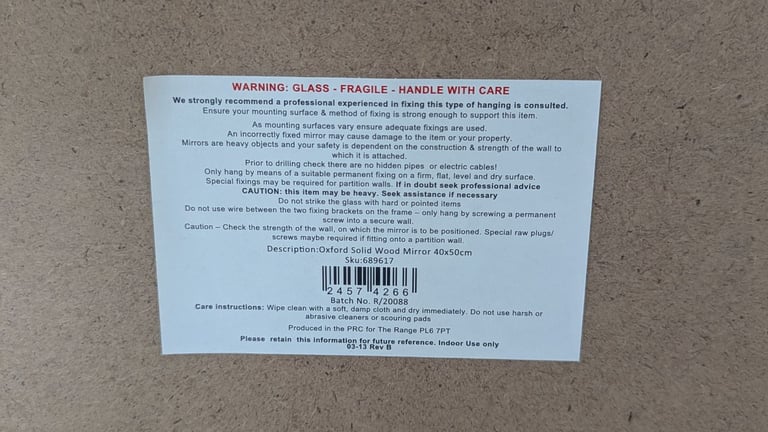 WARNING: GLASS - FRAGILE - HANDLE WITH CARE
We strongly recommend a professional experienced in fixing this type of hanging is consulted.
Ensure your mounting surface & method of fixing is strong enough to support this item.
As mounting surfaces vary ensure adequate fixings are used.
An incorrectly fixed mirror may cause damage to the item or your property.
Mirrors are heavy objects and your safety is dependent on the construction & strength of the wall to
which it is attached.
Prior to drilling check there are no hidden pipes or electric cables!
Only hang by means of a suitable permanent fixing on a firm, flat, level and dry surface.
Special fixings may be required for partition walls. If in doubt seek professional advice
CAUTION: this item may be heavy. Seek assistance if necessary
Do not strike the glass with hard or pointed items
Do not use wire between the two fixing brackets on the frame – only hang by screwing a permanent
screw into a secure wall.
Caution – Check the strength of the wall, on which the mirror is to be positioned. Special raw plugs/
screws maybe required if fitting onto a partition wall.
Description:Oxford Solid Wood Mirror 40x50cm
Sku:689617
2457 4266
Batch No. R/20088
Care instructions: Wipe clean with a soft, damp cloth and dry immediately. Do not use harsh or
abrasive cleaners or scouring pads
Produced in the PRC for The Range PL6 7PT
Please retain this information for future reference. Indoor Use only
03-13 Rev B